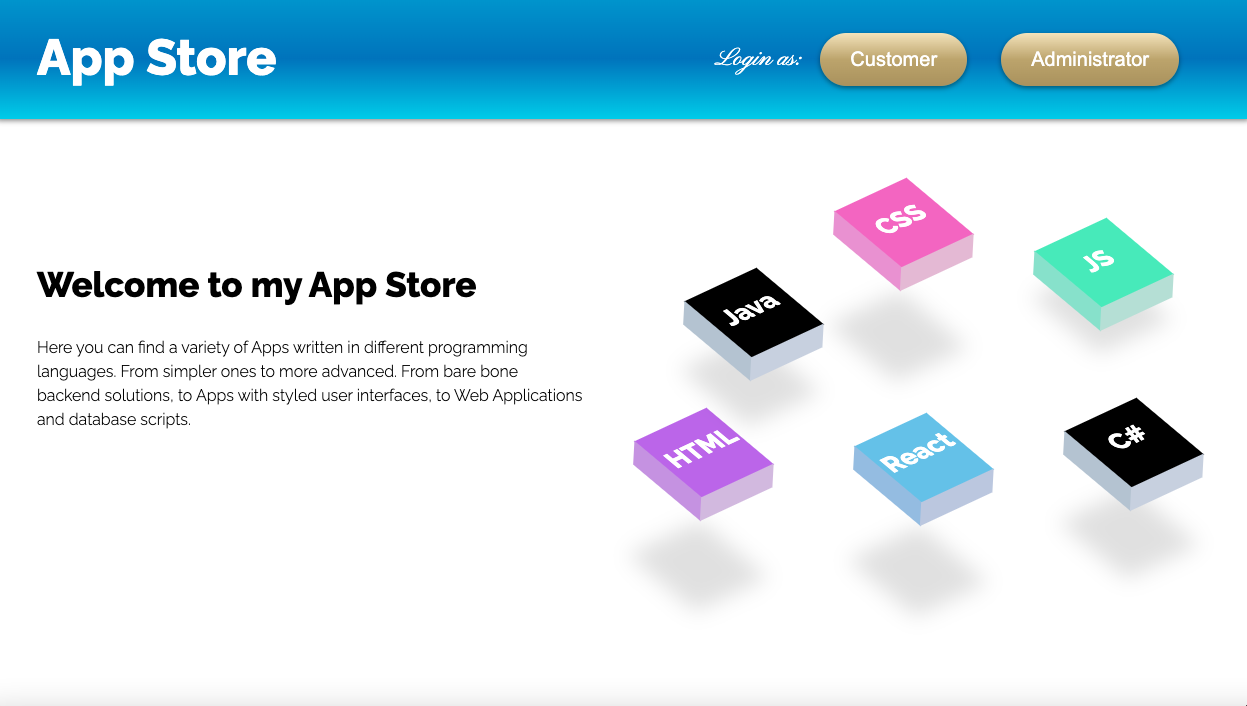 App Store
Login as:
Customer
Administrator
CSS
JS
Java
Welcome to my App Store
Here you can find a variety of Apps written in different programming
languages. From simpler ones to more advanced. From bare bone
backend solutions, to Apps with styled user interfaces, to Web Applications
and database scripts.
HTML
React
C#